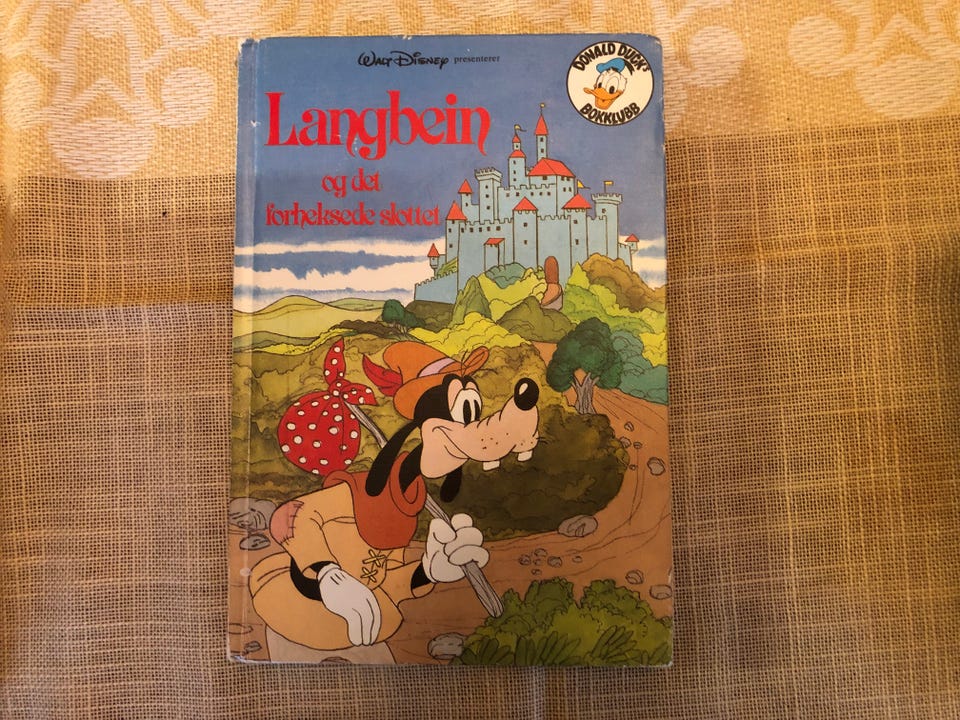 Walt Disney presenterer
DONALD DUCK'S
BOKKLUBB
Langbein
og det
forheksede slottet